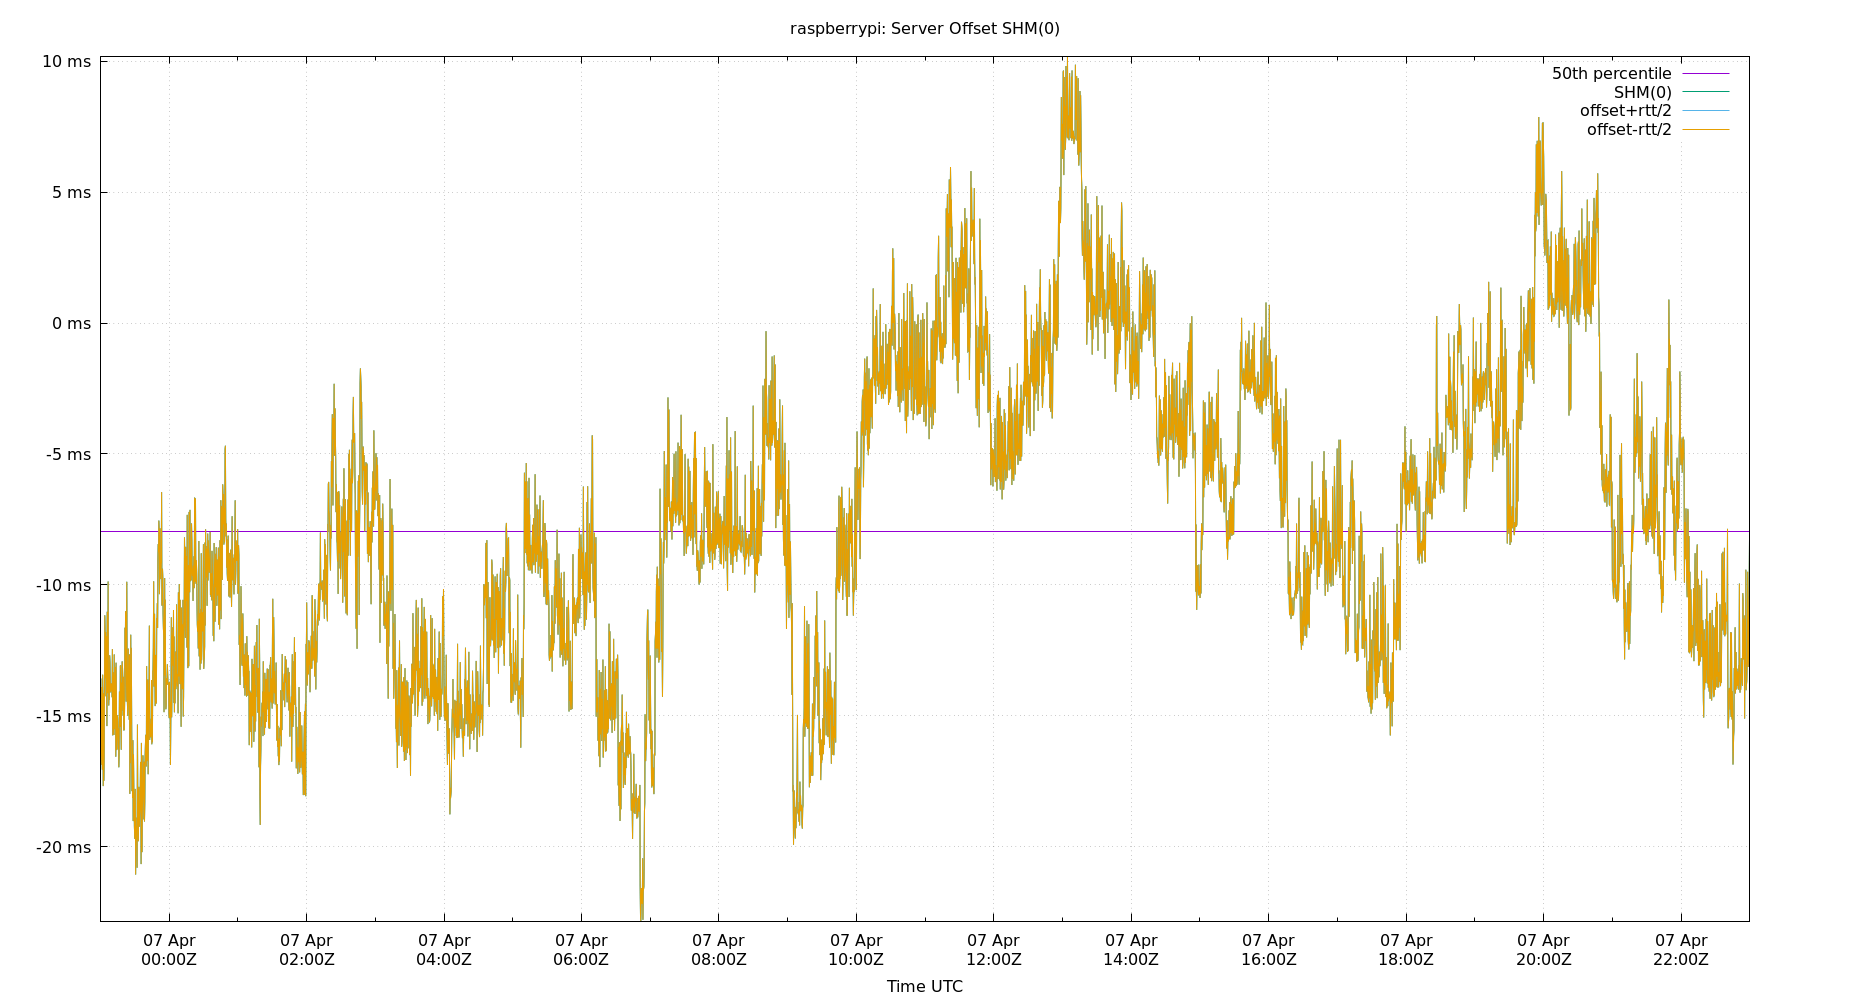 raspberrypi: Server Offset SHM(0)
10 ms
5 ms
0 ms
-5 ms
-10 ms
-15 ms
-20 ms
50th percentile
SHM(0)
offset+rtt/2
offset-rtt/2
07 Apr 07 Apr 07 Apr 07 Apr 07 Apr 07 Apr 07 Apr 07 Apr 07 Apr 07 Apr 07 Apr 07 Apr
00:00Z 02:00Z 04:00Z 06:00Z 08:00Z 10:00Z 12:00Z 14:00Z 16:00Z 18:00Z 20:00Z 22:00Z
Time UTC